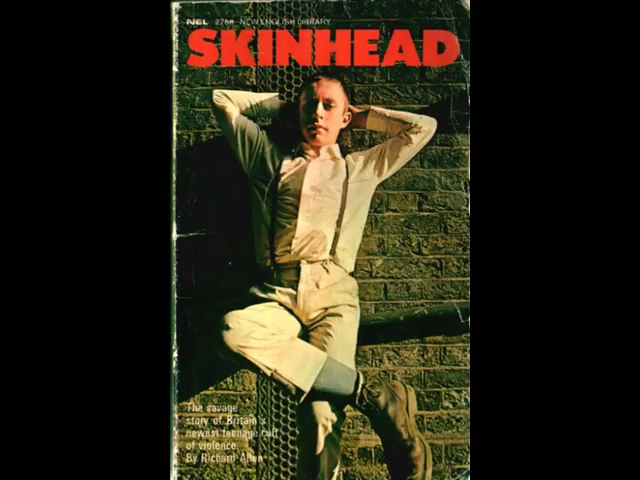 NEL 2768 NEW ENGLISH LIBRARY
SKINHEAD
The savage
story of Britain's
newest teenage cult
of violence.
By Richard Allen